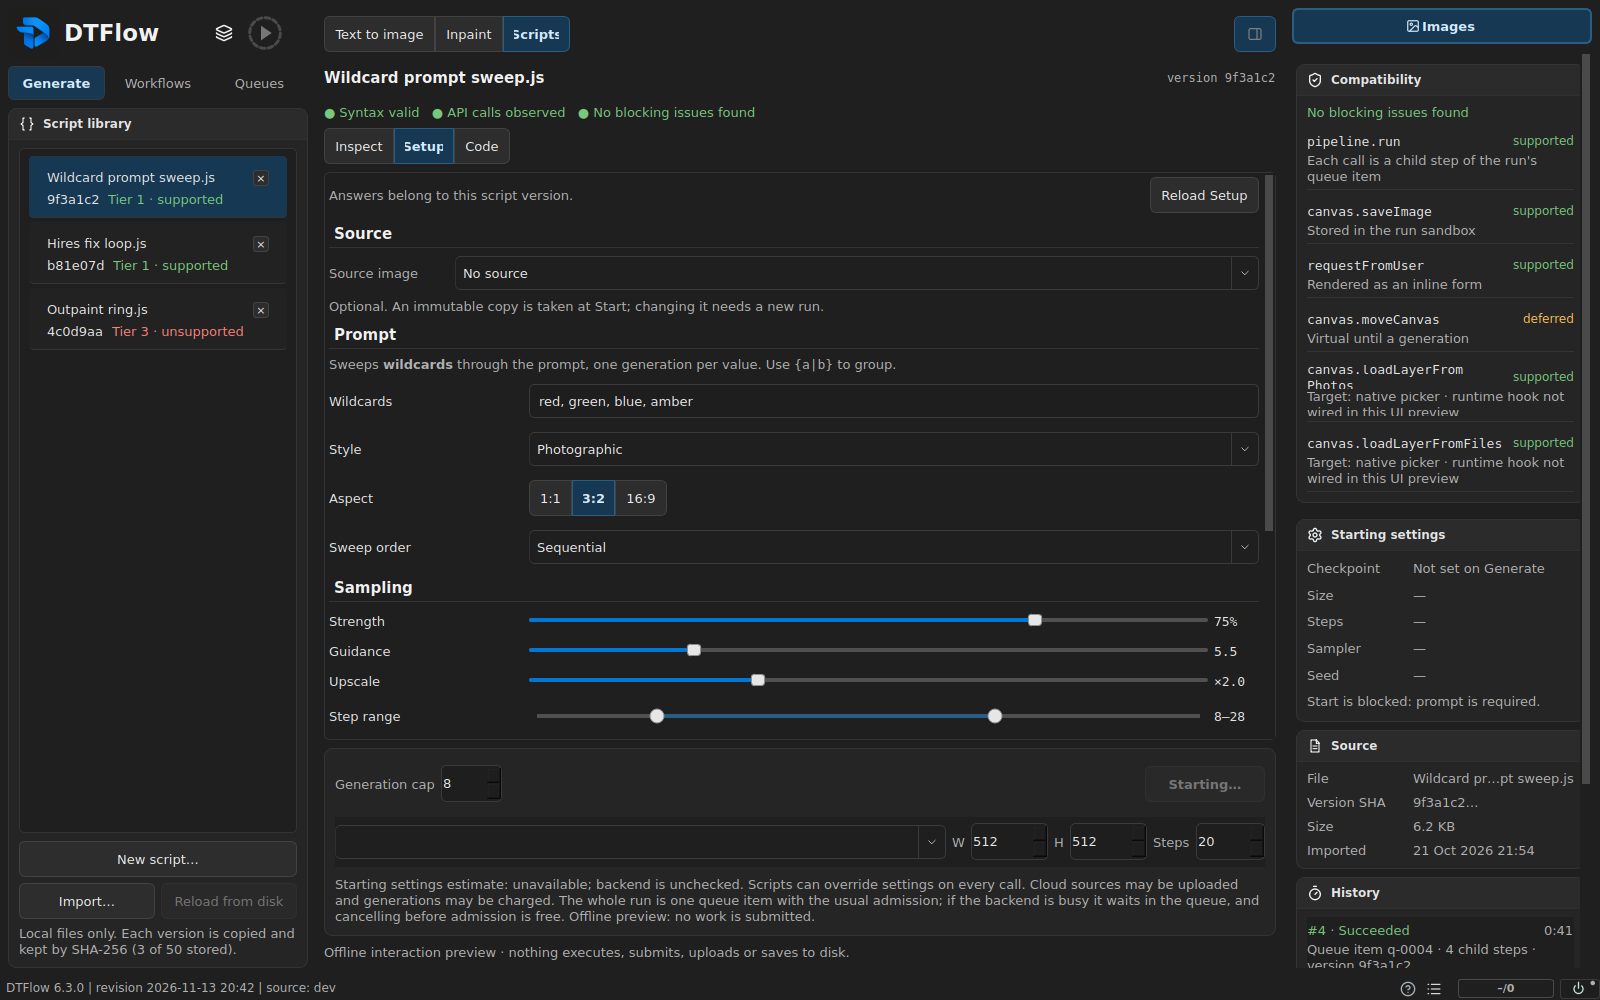 DTFlow
Generate
Workflows
Queues
Script library
Wildcard prompt sweep.js
9f3a1c2 Tier 1 · supported
Hires fix loop.js
b81e07d Tier 1 · supported
Outpaint ring.js
4c0d9aa Tier 3 · unsupported
New script...
Import...
Reload from disk
Local files only. Each version is copied and
kept by SHA-256 (3 of 50 stored).
Text to image
Inpaint
Scripts
Wildcard prompt sweep.js
version 9f3a1c2
Syntax valid
API calls observed
No blocking issues found
Inspect
Setup
Code
Answers belong to this script version.
Reload Setup
Source
Source image
No source
Optional. An immutable copy is taken at Start; changing it needs a new run.
Prompt
Sweeps wildcards through the prompt, one generation per value. Use {a|b} to group.
Wildcards
red, green, blue, amber
Style
Photographic
Aspect
1:1
3:2
16:9
Sweep order
Sequential
Sampling
Strength
75%
Guidance
5.5
Upscale
×2.0
Step range
8–28
Generation cap
8
Starting...
W
512
H
512
Steps
20
Starting settings estimate: unavailable; backend is unchecked. Scripts can override settings on every call. Cloud sources may be uploaded
and generations may be charged. The whole run is one queue item with the usual admission; if the backend is busy it waits in the queue, and
cancelling before admission is free. Offline preview: no work is submitted.
Offline interaction preview · nothing executes, submits, uploads or saves to disk.
Images
Compatibility
No blocking issues found
pipeline.run
supported
Each call is a child step of the run's
queue item
canvas.saveImage
supported
Stored in the run sandbox
requestFromUser
supported
Rendered as an inline form
canvas.moveCanvas
deferred
Virtual until a generation
canvas.loadLayerFrom
Photos
supported
Target: native picker · runtime hook not
wired in this UI preview
canvas.loadLayerFromFiles
supported
Target: native picker · runtime hook not
wired in this UI preview
Starting settings
Checkpoint
Not set on Generate
Size
—
Steps
—
Sampler
—
Seed
—
Start is blocked: prompt is required.
Source
File
Wildcard pr…pt sweep.js
Version SHA
9f3a1c2…
Size
6.2 KB
Imported
21 Oct 2026 21:54
History
#4 · Succeeded
0:41
Queue item q-0004 · 4 child steps ·
version 9f3a1c2
DTFlow 6.3.0 | revision 2026-11-13 20:42 | source: dev
–/0